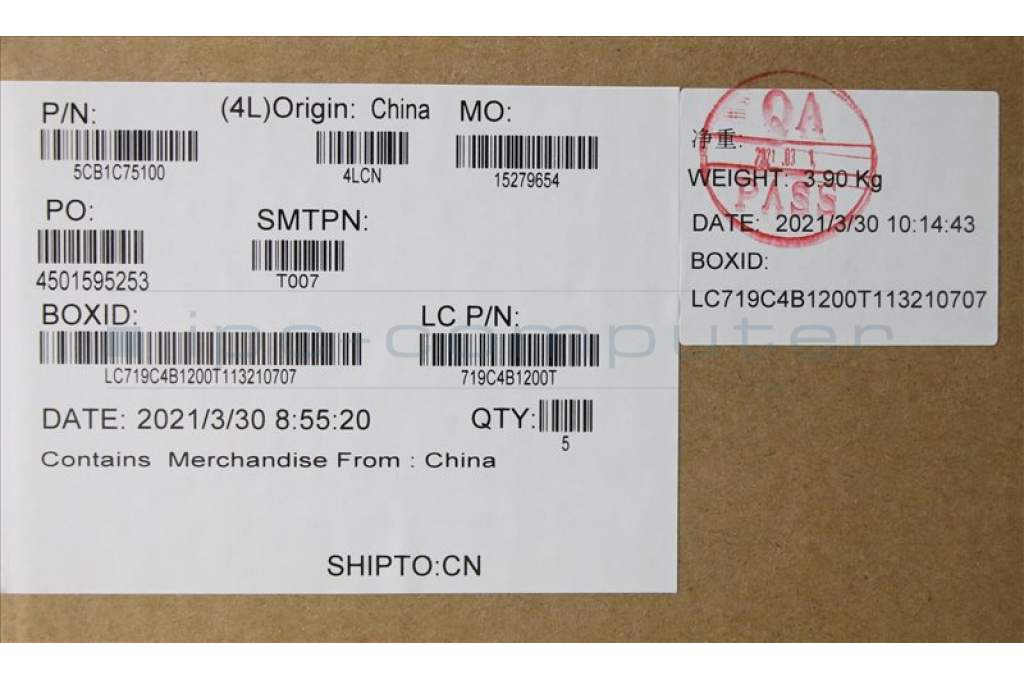 P/N:
5CB1C75100
(4L)Origin: China
4LCN
MO:
15279654
PO:
4501595253
SMTPN:
T007
BOXID:
LC719C4B1200T113210707
LC P/N:
719C4B1200T
DATE: 2021/3/30 8:55:20
QTY:
5
Contains Merchandise From : China
SHIPTO:CN
QA
净重:
WEIGHT: 3.90 Kg
PASS
DATE: 2021/3/30 10:14:43
BOXID:
LC719C4B1200T113210707
ipc-computer